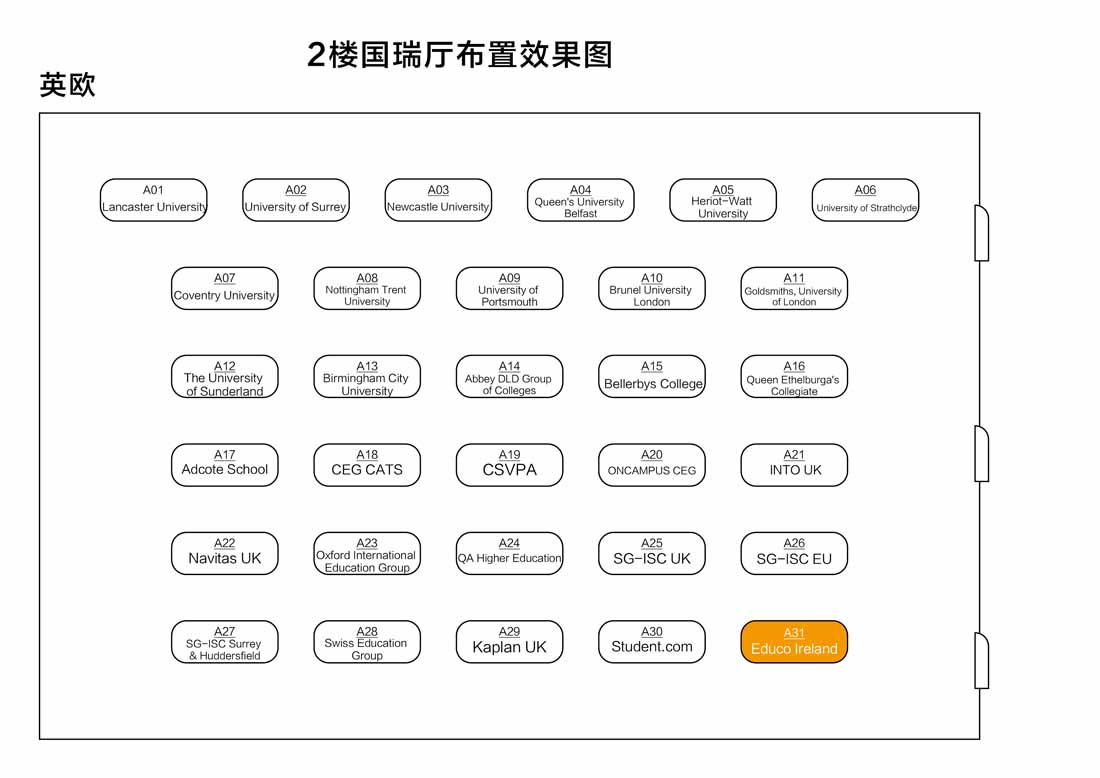 2楼国瑞厅布置效果图
英欧
A01
Lancaster University
A02
University of Surrey
A03
Newcastle University
A04
Queen's University
Belfast
A05
Heriot-Watt
University
A06
University of Strathclyde
A07
Coventry University
A08
Nottingham Trent
University
A09
University of
Portsmouth
A10
Brunel University
London
A11
Goldsmiths, University
of London
A12
The University
of Sunderland
A13
Birmingham City
University
A14
Abbey DLD Group
of Colleges
A15
Bellerbys College
A16
Queen Ethelburga's
Collegiate
A17
Adcote School
A18
CEG CATS
A19
CSVPA
A20
ONCAMPUS CEG
A21
INTO UK
A22
Navitas UK
A23
Oxford International
Education Group
A24
QA Higher Education
A25
SG-ISC UK
A26
SG-ISC EU
A27
SG-ISC Surrey
& Huddersfield
A28
Swiss Education
Group
A29
Kaplan UK
A30
Student.com
A31
Educo Ireland